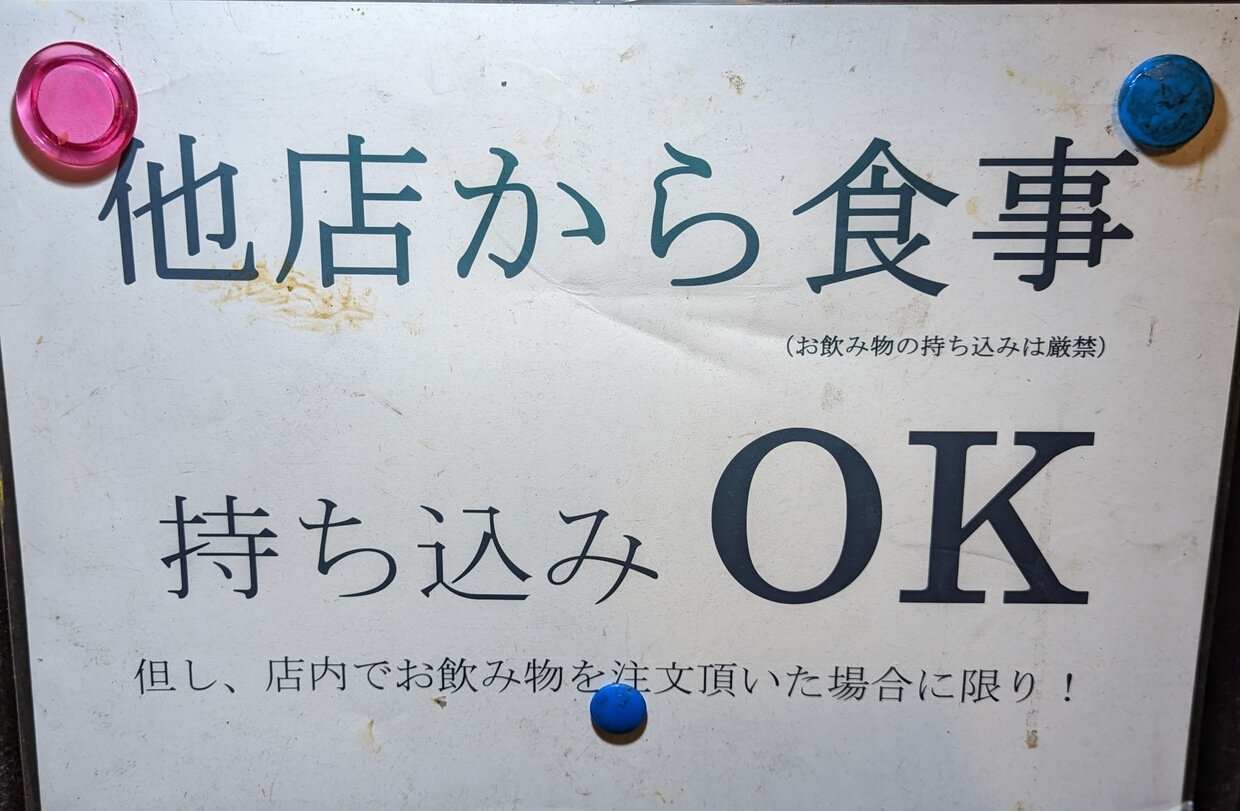 他店から食事
（お飲み物の持ち込みは厳禁）
持ち込みOK
但し、店内でお飲み物を注文頂いた場合に限り！